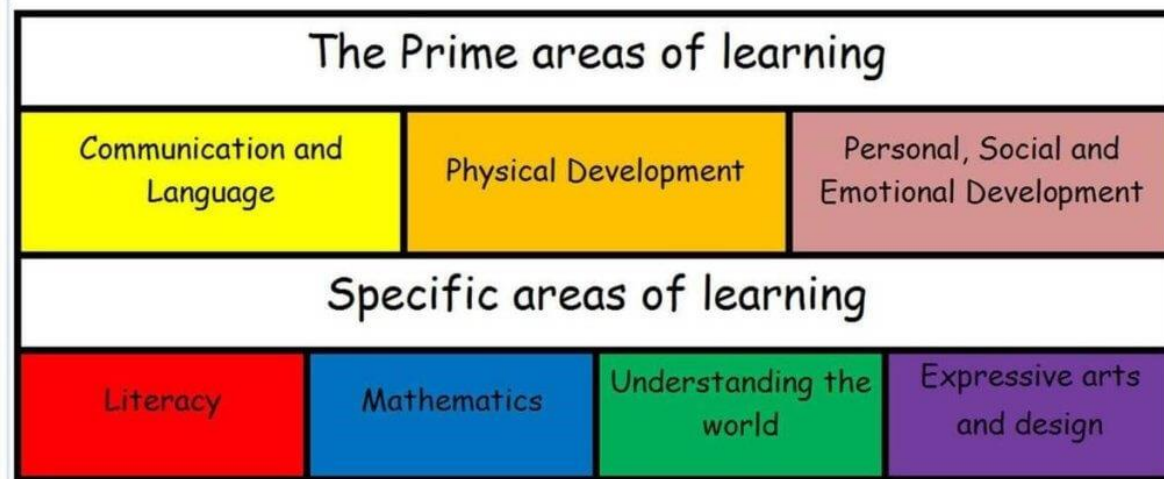 The Prime areas of learning
Communication and
Language
Physical Development
Personal, Social and
Emotional Development
Specific areas of learning
Literacy
Mathematics
Understanding the
world
Expressive arts
and design